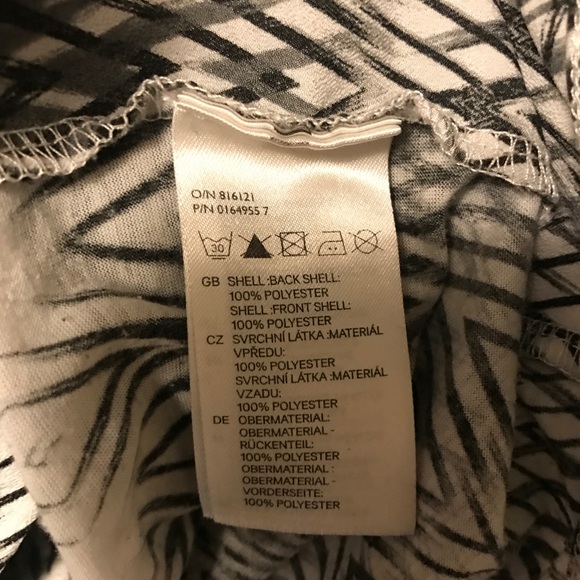 O/N 816121
P/N 0164955 7
30
GB SHELL :BACK SHELL:
100% POLYESTER
SHELL :FRONT SHELL:
100% POLYESTER
CZ SVRCHNÍ LÁTKA :MATERIÁL
VPŘEDU:
100% POLYESTER
SVRCHNÍ LÁTKA :MATERIÁL
VZADU:
100% POLYESTER
DE OBERMATERIAL:
OBERMATERIAL -
RÜCKENTEIL:
100% POLYESTER
OBERMATERIAL :
OBERMATERIAL -
VORDERSEITE:
100% POLYESTER